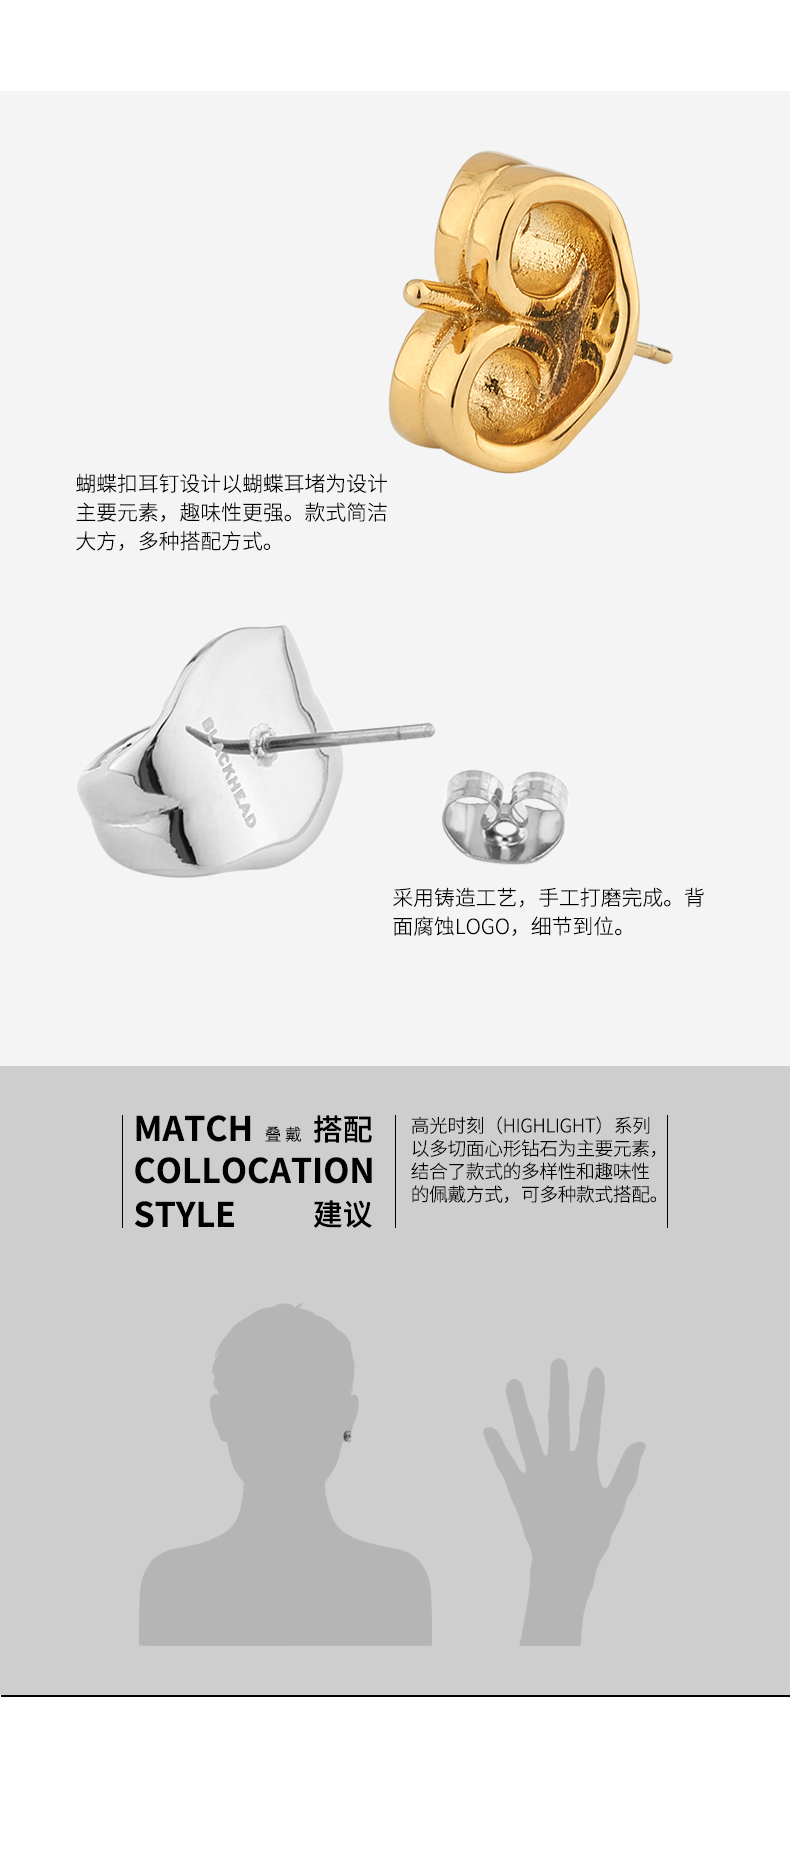 蝴蝶扣耳钉设计以蝴蝶耳堵为设计
主要元素，趣味性更强。款式简洁
大方，多种搭配方式。
BLACKHEAD
采用铸造工艺，手工打磨完成。背
面腐蚀LOGO，细节到位。
MATCH 叠戴 搭配
COLLOCATION
STYLE 建议
高光时刻（HIGHLIGHT）系列
以多切面心形钻石为主要元素，
结合了款式的多样性和趣味性
的佩戴方式，可多种款式搭配。